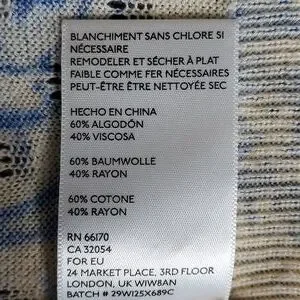 BLANCHIMENT SANS CHLORE SI
NÉCESSAIRE
REMODELER ET SÉCHER À PLAT
FAIBLE COMME FER NÉCESSAIRES
PEUT-ÊTRE ÊTRE NETTOYÉE SEC
HECHO EN CHINA
60% ALGODÓN
40% VISCOSA
60% BAUMWOLLE
40% RAYON
60% COTONE
40% RAYON
RN 66170
CA 32054
FOR EU
24 MARKET PLACE, 3RD FLOOR
LONDON, UK WIW8AN
BATCH # 29W125X689C